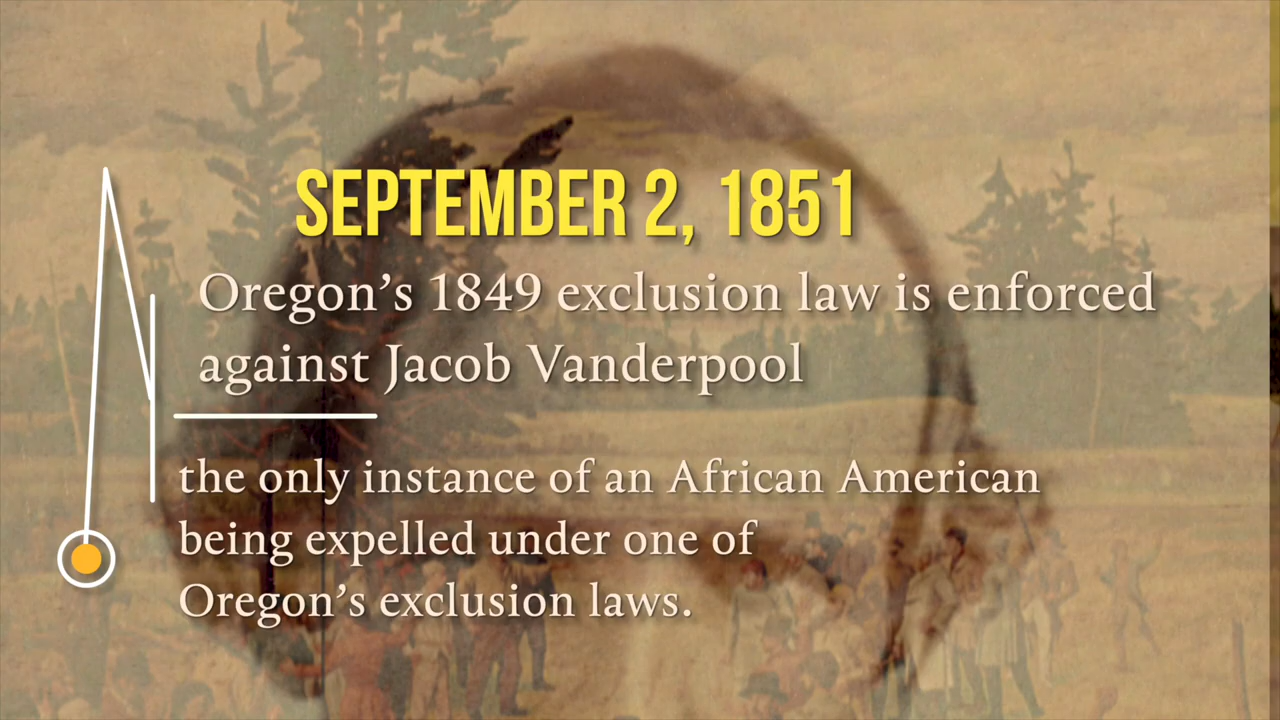 SEPTEMBER 2, 1851
Oregon’s 1849 exclusion law is enforced
against Jacob Vanderpool
the only instance of an African American
being expelled under one of
Oregon’s exclusion laws.